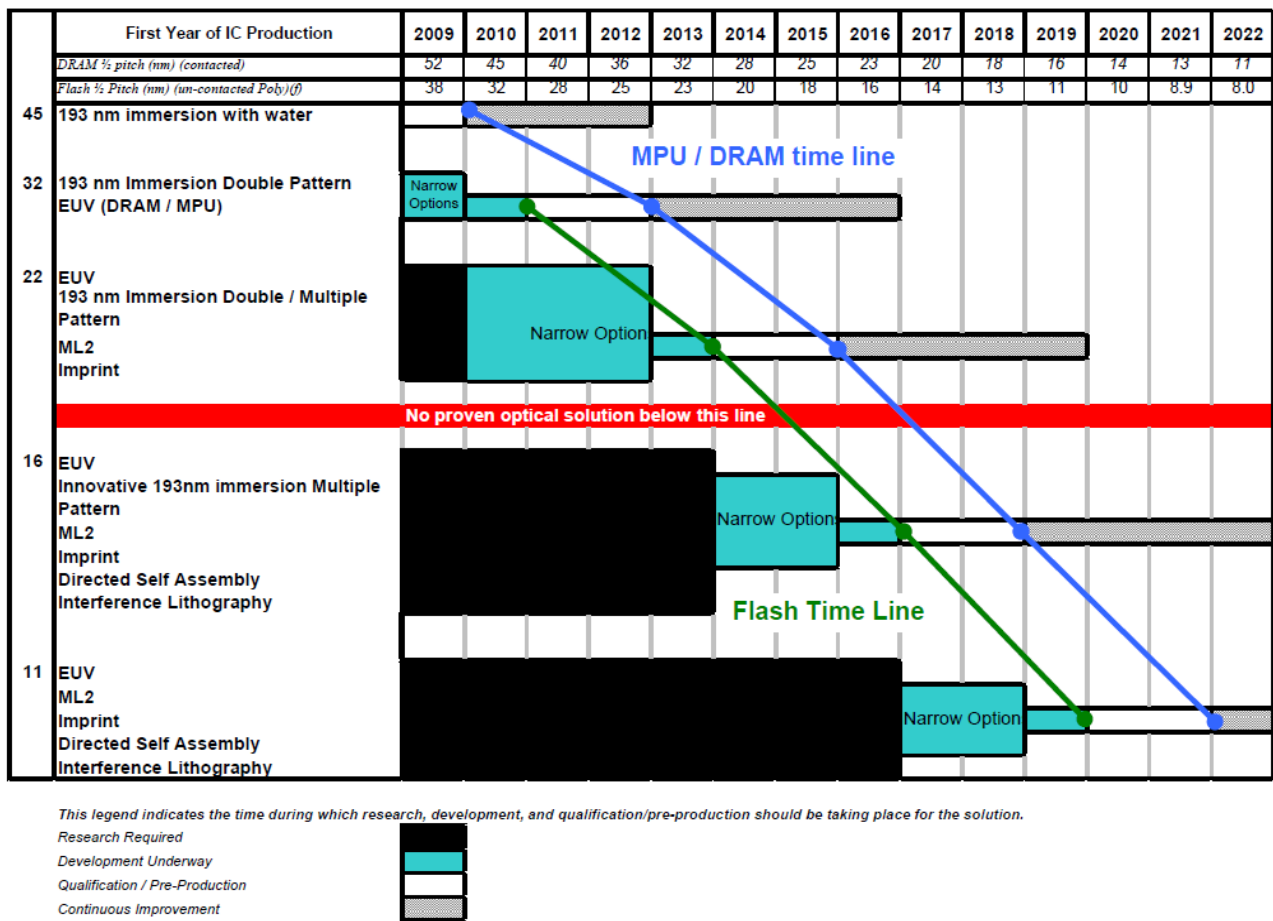 First Year of IC Production 2009 2010 2011 2012 2013 2014 2015 2016 2017 2018 2019 2020 2021 2022
DRAM ½ pitch (nm) (contacted) 52 45 40 36 32 28 25 23 20 18 16 14 13 11
Flash ½ Pitch (nm) (un-contacted Poly)(f) 38 32 28 25 23 20 18 16 14 13 11 10 8.9 8.0
45 193 nm immersion with water
MPU / DRAM time line
32 193 nm Immersion Double Pattern
EUV (DRAM / MPU)
Narrow
Options
22 EUV
193 nm Immersion Double / Multiple
Pattern
ML2
Imprint
Narrow Option
No proven optical solution below this line
16 EUV
Innovative 193nm immersion Multiple
Pattern
ML2
Imprint
Directed Self Assembly
Interference Lithography
Narrow Options
Flash Time Line
11 EUV
ML2
Imprint
Directed Self Assembly
Interference Lithography
Narrow Option
This legend indicates the time during which research, development, and qualification/pre-production should be taking place for the solution.
Research Required
Development Underway
Qualification / Pre-Production
Continuous Improvement